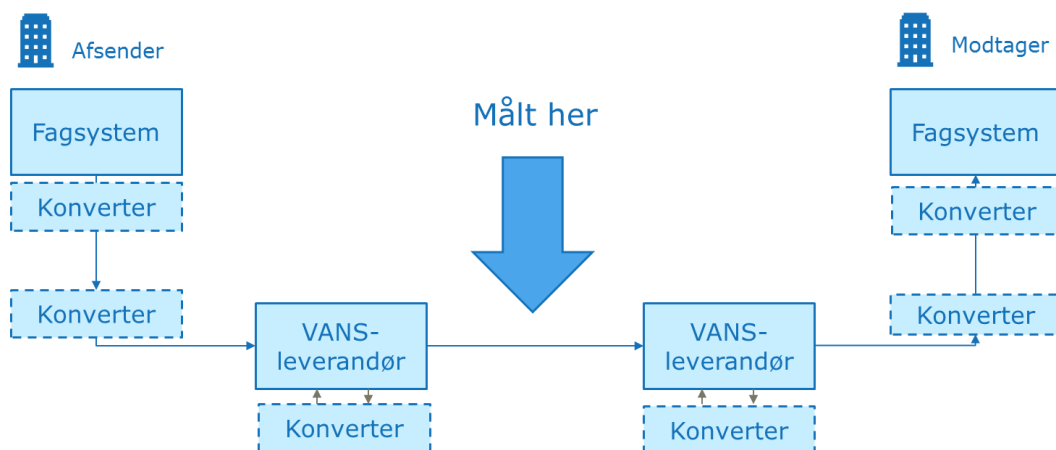 Afsender
Modtager
Fagsystem
Målt her
Fagsystem
Konverter
Konverter
Konverter
Konverter
VANS-
leverandør
VANS-
leverandør
Konverter
Konverter